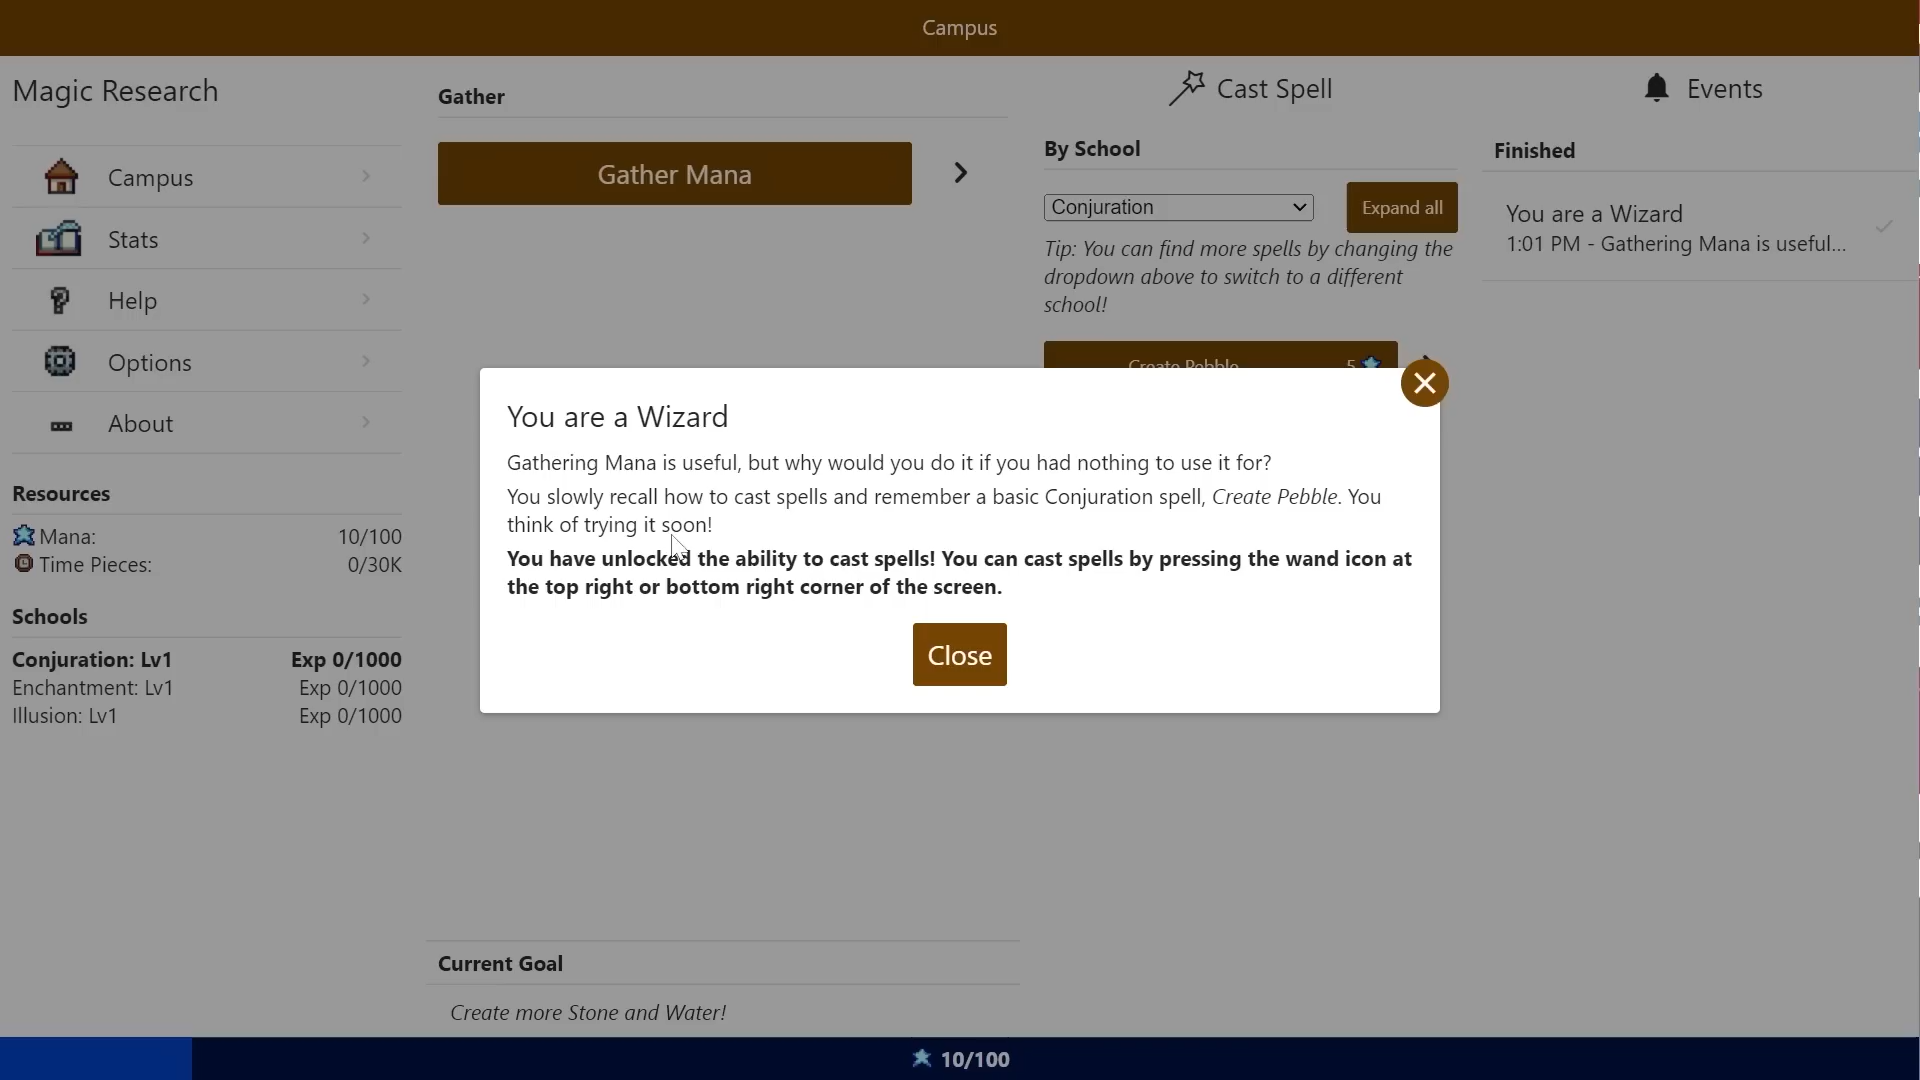 Campus
Magic Research
Campus
Stats
Help
Options
About
Resources
Mana: 10/100
Time Pieces: 0/30K
Schools
Conjuration: Lv1 Exp 0/1000
Enchantment: Lv1 Exp 0/1000
Illusion: Lv1 Exp 0/1000
Gather
Gather Mana
Cast Spell
By School
Conjuration
Expand all
Tip: You can find more spells by changing the
dropdown above to switch to a different
school!
Create Pebble 5
Events
Finished
You are a Wizard
1:01 PM - Gathering Mana is useful...
You are a Wizard
Gathering Mana is useful, but why would you do it if you had nothing to use it for?
You slowly recall how to cast spells and remember a basic Conjuration spell, Create Pebble. You
think of trying it soon!
You have unlocked the ability to cast spells! You can cast spells by pressing the wand icon at
the top right or bottom right corner of the screen.
Close
Current Goal
Create more Stone and Water!
10/100